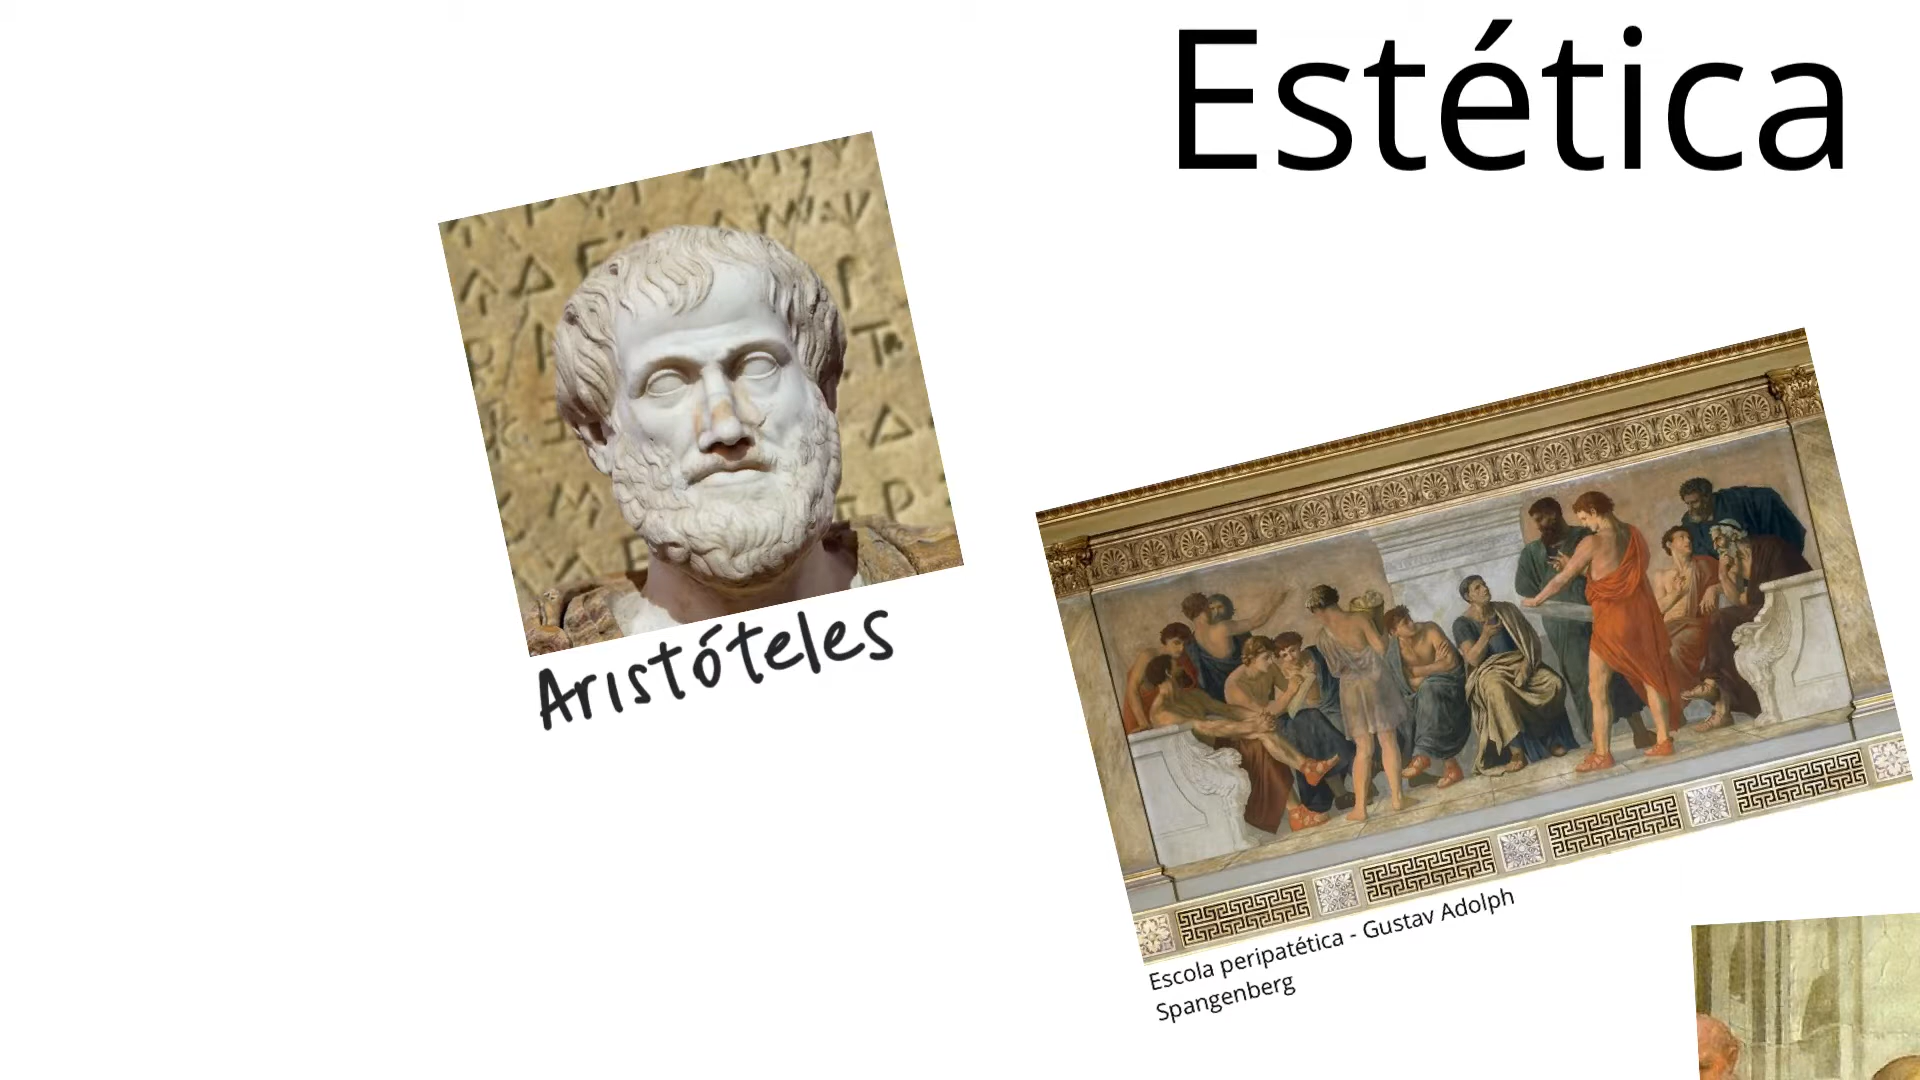 Estética
Aristóteles
Escola peripatética - Gustav Adolph
Spangenberg